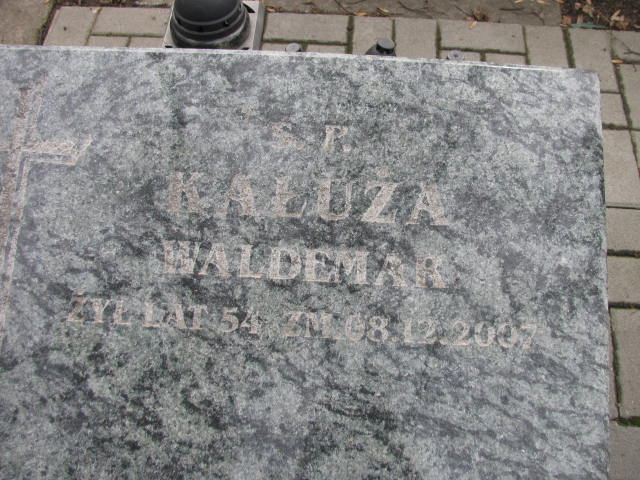 Ś. P.
KAŁUŻA
WALDEMAR
ŻYŁ LAT 54 ZM. 08.12.2007